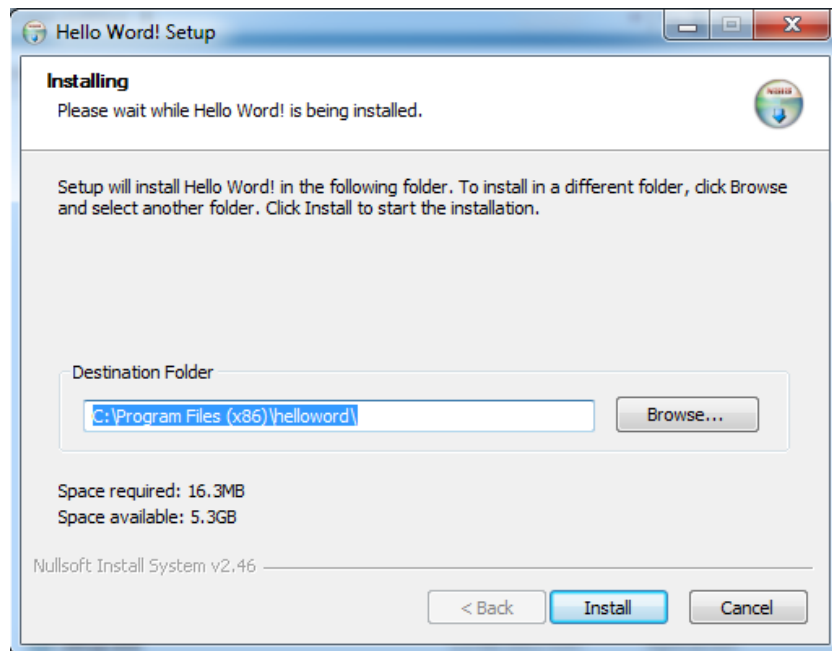 Hello Word! Setup
Installing
Please wait while Hello Word! is being installed.
Setup will install Hello Word! in the following folder. To install in a different folder, click Browse
and select another folder. Click Install to start the installation.
Destination Folder
C:\Program Files (x86)\helloword\
Browse...
Space required: 16.3MB
Space available: 5.3GB
Nullsoft Install System v2.46
< Back
Install
Cancel